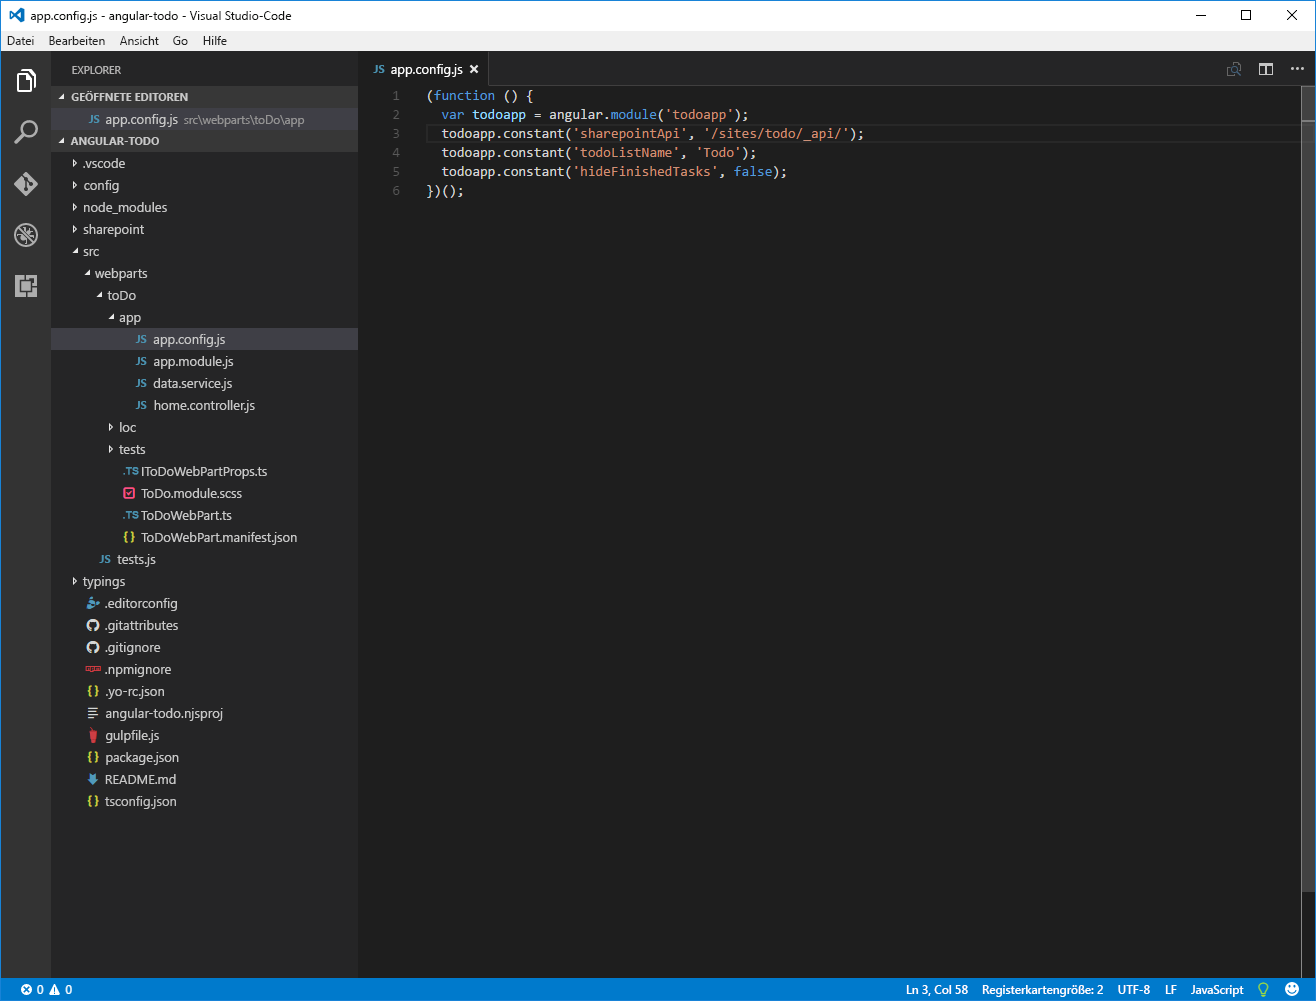 app.config.js - angular-todo - Visual Studio-Code
Datei Bearbeiten Ansicht Go Hilfe
EXPLORER
GEÖFFNETE EDITOREN
JS app.config.js src\webparts\toDo\app
ANGULAR-TODO
.vscode
config
node_modules
sharepoint
src
webparts
toDo
app
JS app.config.js
JS app.module.js
JS data.service.js
JS home.controller.js
loc
tests
.TS IToDoWebPartProps.ts
ToDo.module.scss
.TS ToDoWebPart.ts
{} ToDoWebPart.manifest.json
JS tests.js
typings
.editorconfig
.gitattributes
.gitignore
npm .npmignore
{} .yo-rc.json
angular-todo.njsproj
gulpfile.js
{} package.json
README.md
{} tsconfig.json
JS app.config.js
1 (function () {
2 var todoapp = angular.module('todoapp');
3 todoapp.constant('sharepointApi', '/sites/todo/_api/');
4 todoapp.constant('todoListName', 'Todo');
5 todoapp.constant('hideFinishedTasks', false);
6 })();
0 0 Ln 3, Col 58 Registerkartengröße: 2 UTF-8 LF JavaScript